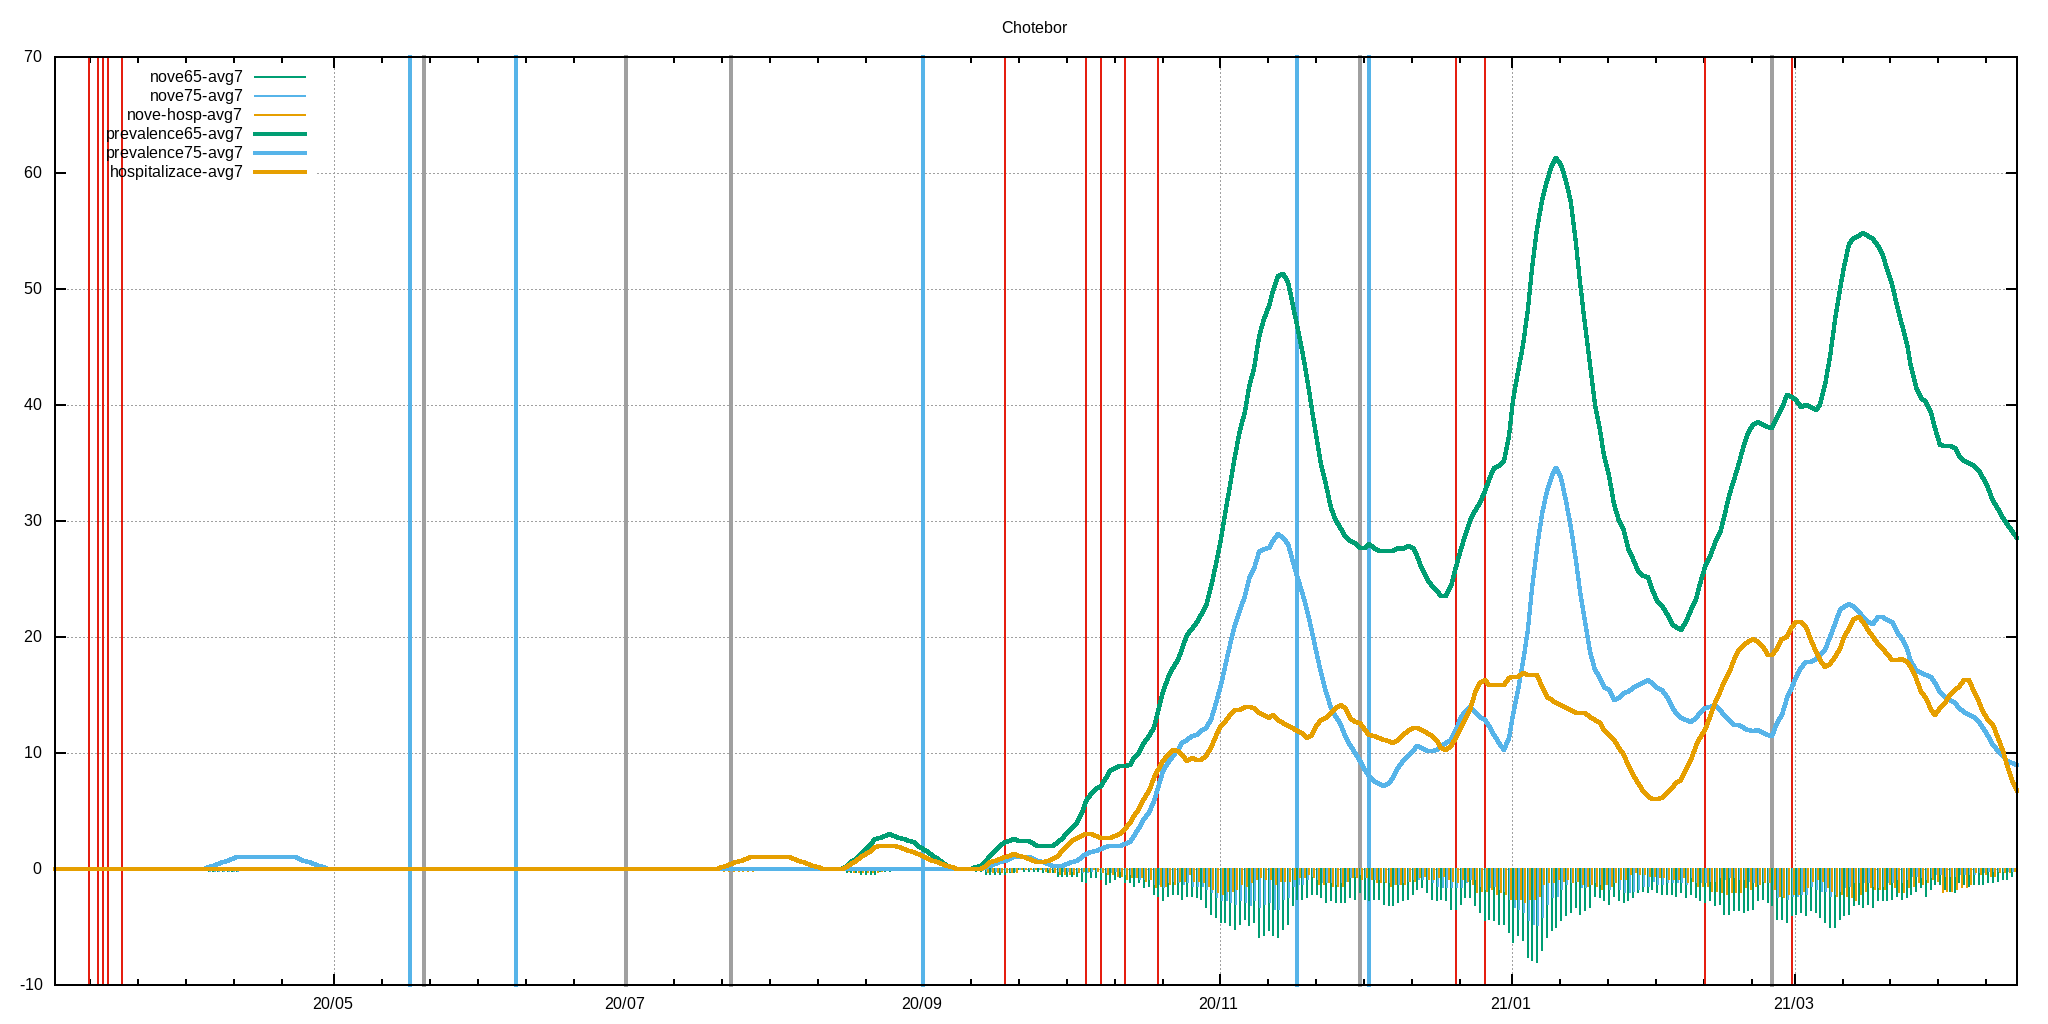 Chotebor
70
60
50
40
30
20
10
0
-10
nove65-avg7
nove75-avg7
nove-hosp-avg7
prevalence65-avg7
prevalence75-avg7
hospitalizace-avg7
20/05 20/07 20/09 20/11 21/01 21/03